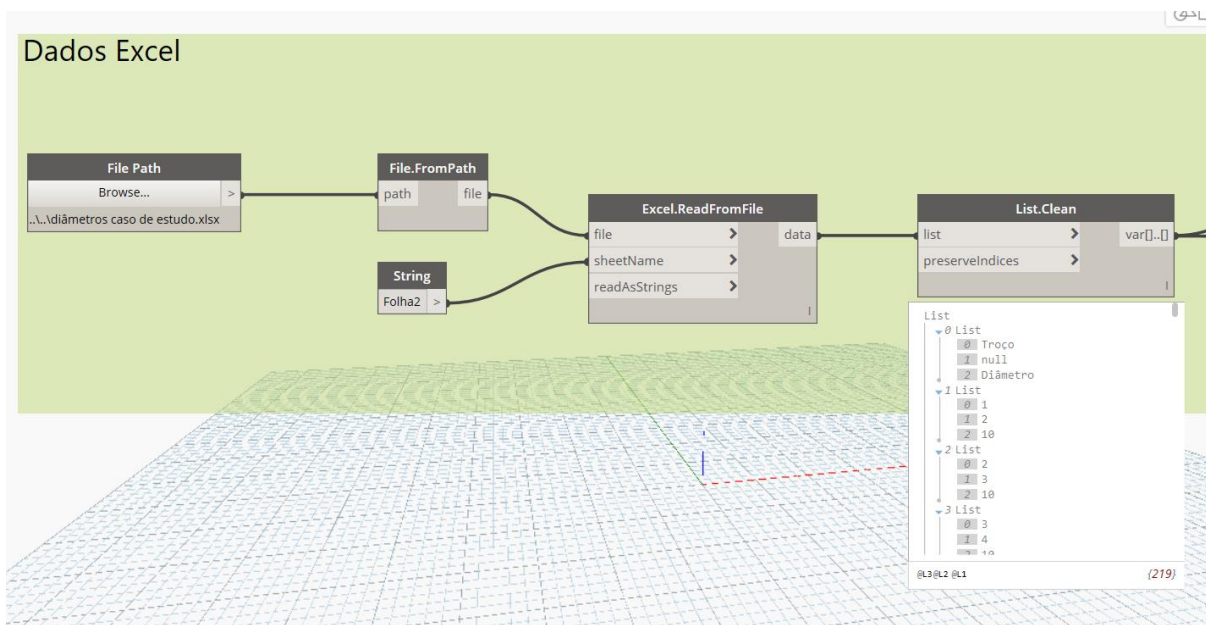 Dados Excel
File Path
Browse... >
..\..\diâmetros caso de estudo.xlsx
File.FromPath
path file
String
Folha2 >
Excel.ReadFromFile
file > data
sheetName >
readAsStrings >
l
List.Clean
list > var[]..[]
preserveIndices >
l
List
0 List
0 Troço
1 null
2 Diâmetro
1 List
0 1
1 2
2 10
2 List
0 2
1 3
2 10
3 List
0 3
1 4
2 10
@L3 @L2 @L1 {219}